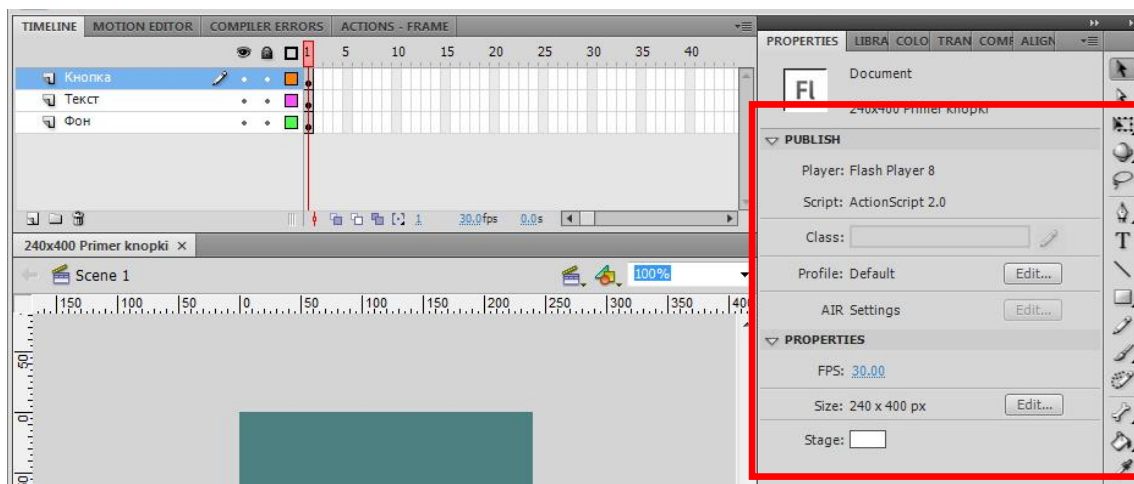 TIMELINE MOTION EDITOR COMPILER ERRORS ACTIONS - FRAME
1 5 10 15 20 25 30 35 40
Кнопка
Текст
Фон
1 30.0fps 0.0s
240x400 Primer knopki ×
Scene 1
100%
150 100 50 0 50 100 150 200 250 300 350 400
50
0
PROPERTIES LIBRA COLO TRAN COMF ALIGN
Fl
Document
240x400 Primer knopki
PUBLISH
Player: Flash Player 8
Script: ActionScript 2.0
Class:
Profile: Default Edit...
AIR Settings Edit...
PROPERTIES
FPS: 30.00
Size: 240 x 400 px Edit...
Stage:
T